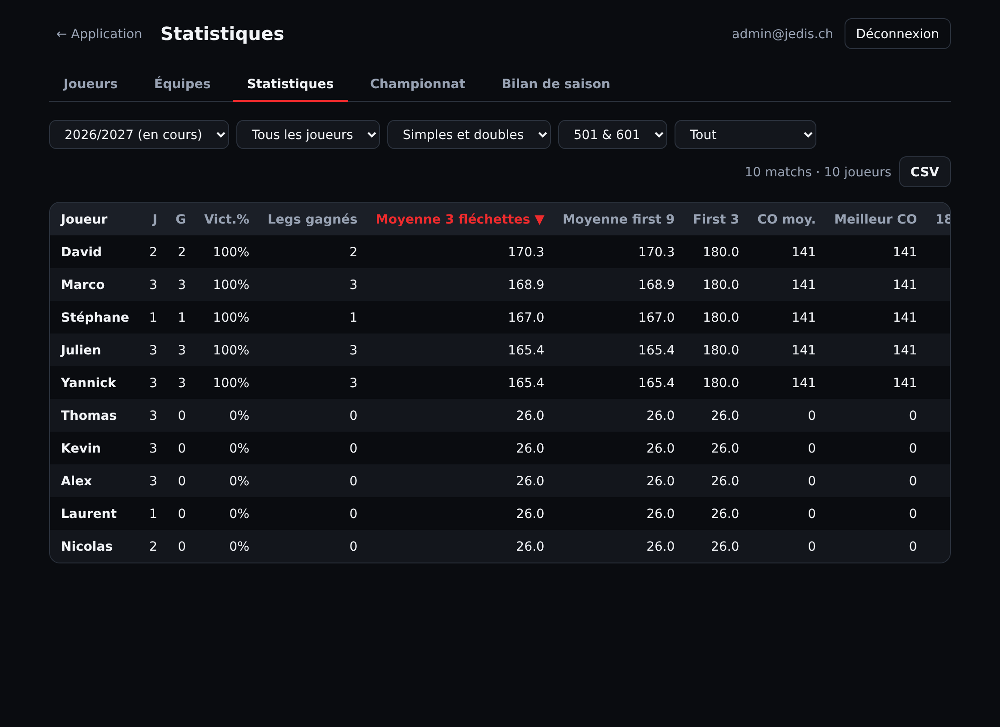 ← Application Statistiques admin@jedis.ch Déconnexion
Joueurs Équipes Statistiques Championnat Bilan de saison
2026/2027 (en cours) Tous les joueurs Simples et doubles 501 & 601 Tout
10 matchs · 10 joueurs CSV
Joueur J G Vict.% Legs gagnés Moyenne 3 fléchettes ▼ Moyenne first 9 First 3 CO moy. Meilleur CO
David 2 2 100% 2 170.3 170.3 180.0 141 141
Marco 3 3 100% 3 168.9 168.9 180.0 141 141
Stéphane 1 1 100% 1 167.0 167.0 180.0 141 141
Julien 3 3 100% 3 165.4 165.4 180.0 141 141
Yannick 3 3 100% 3 165.4 165.4 180.0 141 141
Thomas 3 0 0% 0 26.0 26.0 26.0 0 0
Kevin 3 0 0% 0 26.0 26.0 26.0 0 0
Alex 3 0 0% 0 26.0 26.0 26.0 0 0
Laurent 1 0 0% 0 26.0 26.0 26.0 0 0
Nicolas 2 0 0% 0 26.0 26.0 26.0 0 0